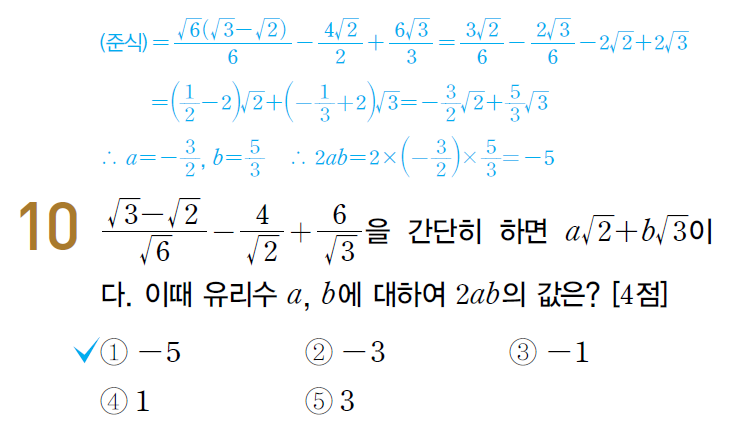 (준식)=√6(√3−√2)/6 − 4√2/2 + 6√3/3 = 3√2/6 − 2√3/6 −2√2+2√3
=(1/2−2)√2+(−1/3+2)√3=−3/2√2+5/3√3
∴ a=−3/2, b=5/3 ∴ 2ab=2×(−3/2)×5/3=−5
10 (√3−√2)/√6 − 4/√2 + 6/√3 을 간단히 하면 a√2+b√3이
다. 이때 유리수 a, b에 대하여 2ab의 값은? [4점]
✓① −5 ② −3 ③ −1
④ 1 ⑤ 3